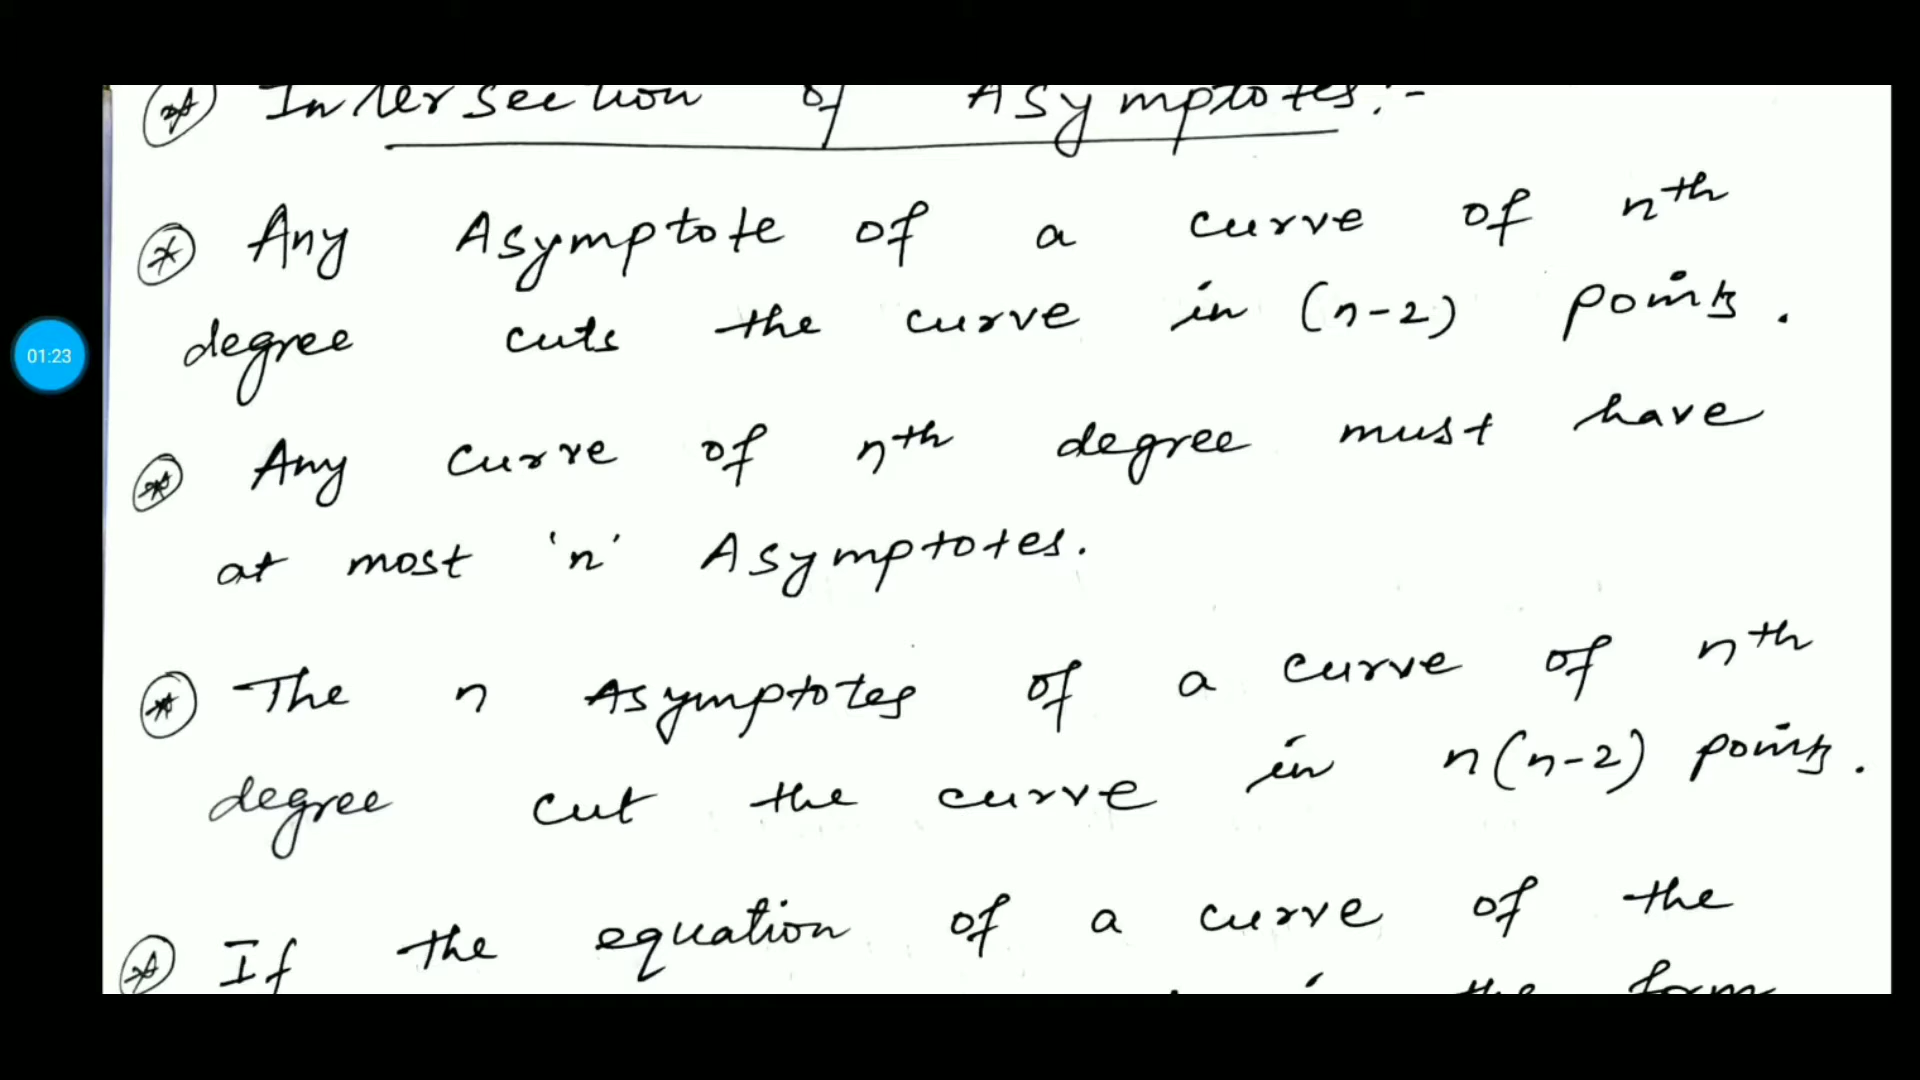 Intersection of Asymptotes:-
Any Asymptote of a curve of nth
degree cuts the curve in (n-2) points.
01:23
Any curve of nth degree must have
at most 'n' Asymptotes.
The n Asymptotes of a curve of nth
degree cut the curve in n(n-2) points.
If the equation of a curve of the
the form